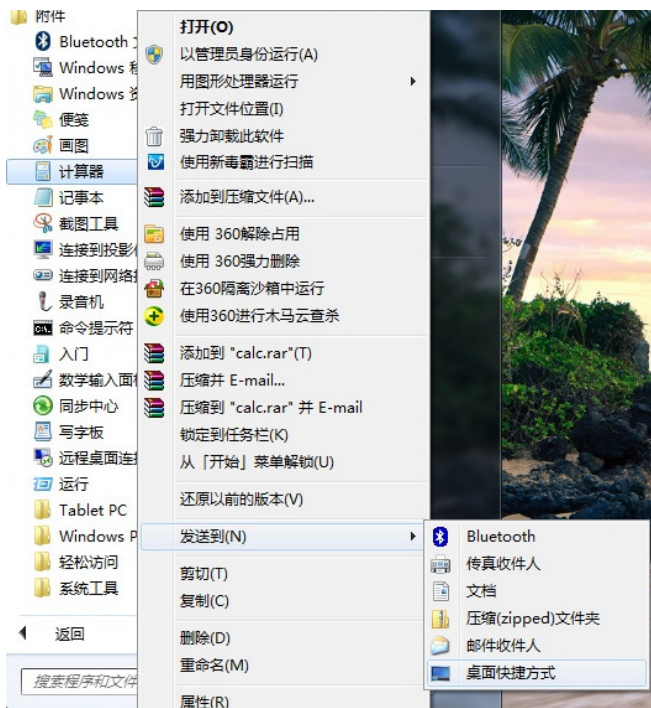 附件
Bluetooth
Windows
Windows
便笺
画图
计算器
记事本
截图工具
连接到投影
连接到网络
录音机
命令提示符
入门
数学输入面
同步中心
写字板
远程桌面连
运行
Tablet PC
Windows P
轻松访问
系统工具
返回
搜索程序和文件
打开(O)
以管理员身份运行(A)
用图形处理器运行
打开文件位置(I)
强力卸载此软件
使用新毒霸进行扫描
添加到压缩文件(A)...
使用 360解除占用
使用 360强力删除
在360隔离沙箱中运行
使用360进行木马云查杀
添加到 "calc.rar"(T)
压缩并 E-mail...
压缩到 "calc.rar" 并 E-mail
锁定到任务栏(K)
从「开始」菜单解锁(U)
还原以前的版本(V)
发送到(N)
剪切(T)
复制(C)
删除(D)
重命名(M)
属性(R)
Bluetooth
传真收件人
文档
压缩(zipped)文件夹
邮件收件人
桌面快捷方式